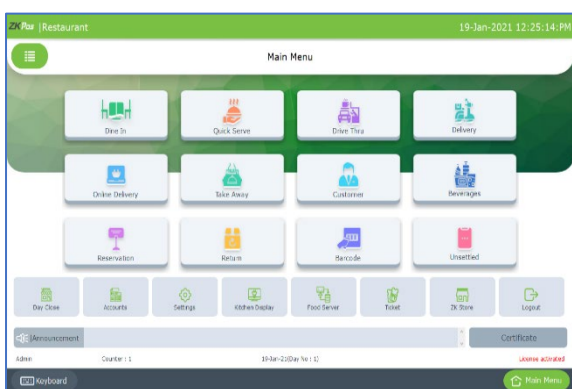 ZKPos |Restaurant 19-Jan-2021 12:25:14:PM
Main Menu
Dine In Quick Serve Drive Thru Delivery
Online Delivery Take Away Customer Beverages
Reservation Return Barcode Unsettled
Day Close Accounts Settings Kitchen Display Food Server Ticket ZK Store Logout
|Announcement Certificate
Admin Counter : 1 19-Jan-21(Day No : 1) License activated
Keyboard Main Menu